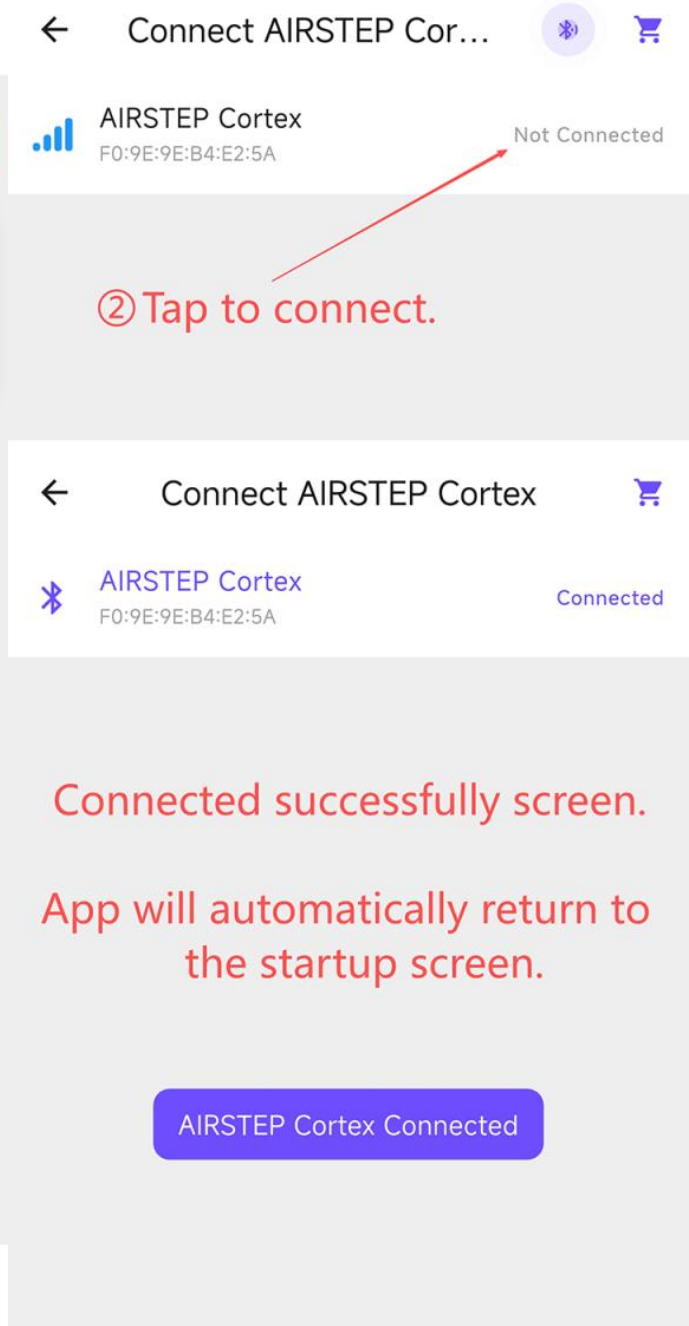 Connect AIRSTEP Cor...
AIRSTEP Cortex
Not Connected
F0:9E:9E:B4:E2:5A
②Tap to connect.
Connect AIRSTEP Cortex
AIRSTEP Cortex
Connected
F0:9E:9E:B4:E2:5A
Connected successfully screen.
App will automatically return to
the startup screen.
AIRSTEP Cortex Connected